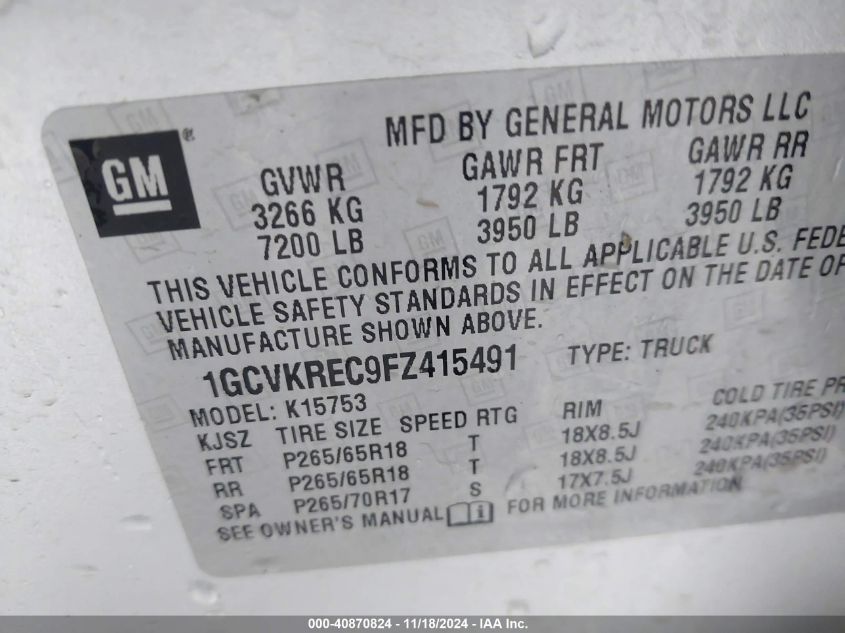 GM ®
MFD BY GENERAL MOTORS LLC
GVWR GAWR FRT GAWR RR
3266 KG 1792 KG 1792 KG
7200 LB 3950 LB 3950 LB
THIS VEHICLE CONFORMS TO ALL APPLICABLE U.S. FEDE
VEHICLE SAFETY STANDARDS IN EFFECT ON THE DATE OF
MANUFACTURE SHOWN ABOVE.
1GCVKREC9FZ415491 TYPE: TRUCK
MODEL: K15753
KJSZ TIRE SIZE SPEED RTG RIM COLD TIRE PR
FRT P265/65R18 T 18X8.5J 240KPA(35PSI)
RR P265/65R18 T 18X8.5J 240KPA(35PSI)
SPA P265/70R17 S 17X7.5J 240KPA(35PSI)
SEE OWNER'S MANUAL i FOR MORE INFORMATION
000-40870824 - 11/18/2024 - IAA Inc.